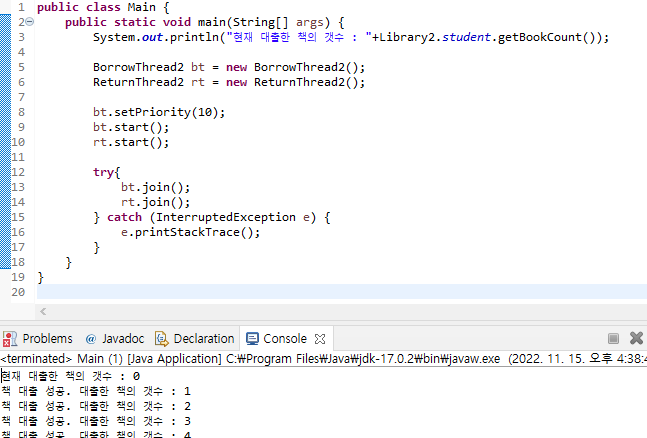 1 public class Main {
2 public static void main(String[] args) {
3 System.out.println("현재 대출한 책의 갯수 : "+Library2.student.getBookCount());
4
5 BorrowThread2 bt = new BorrowThread2();
6 ReturnThread2 rt = new ReturnThread2();
7
8 bt.setPriority(10);
9 bt.start();
10 rt.start();
11
12 try{
13 bt.join();
14 rt.join();
15 } catch (InterruptedException e) {
16 e.printStackTrace();
17 }
18 }
19 }
20
Problems @ Javadoc Declaration Console
<terminated> Main (1) [Java Application] C:₩Program Files₩Java₩jdk-17.0.2₩bin₩javaw.exe (2022. 11. 15. 오후 4:38:4
현재 대출한 책의 갯수 : 0
책 대출 성공. 대출한 책의 갯수 : 1
책 대출 성공. 대출한 책의 갯수 : 2
책 대출 성공. 대출한 책의 갯수 : 3
책 대출 성공. 대출한 책의 갯수 : 4